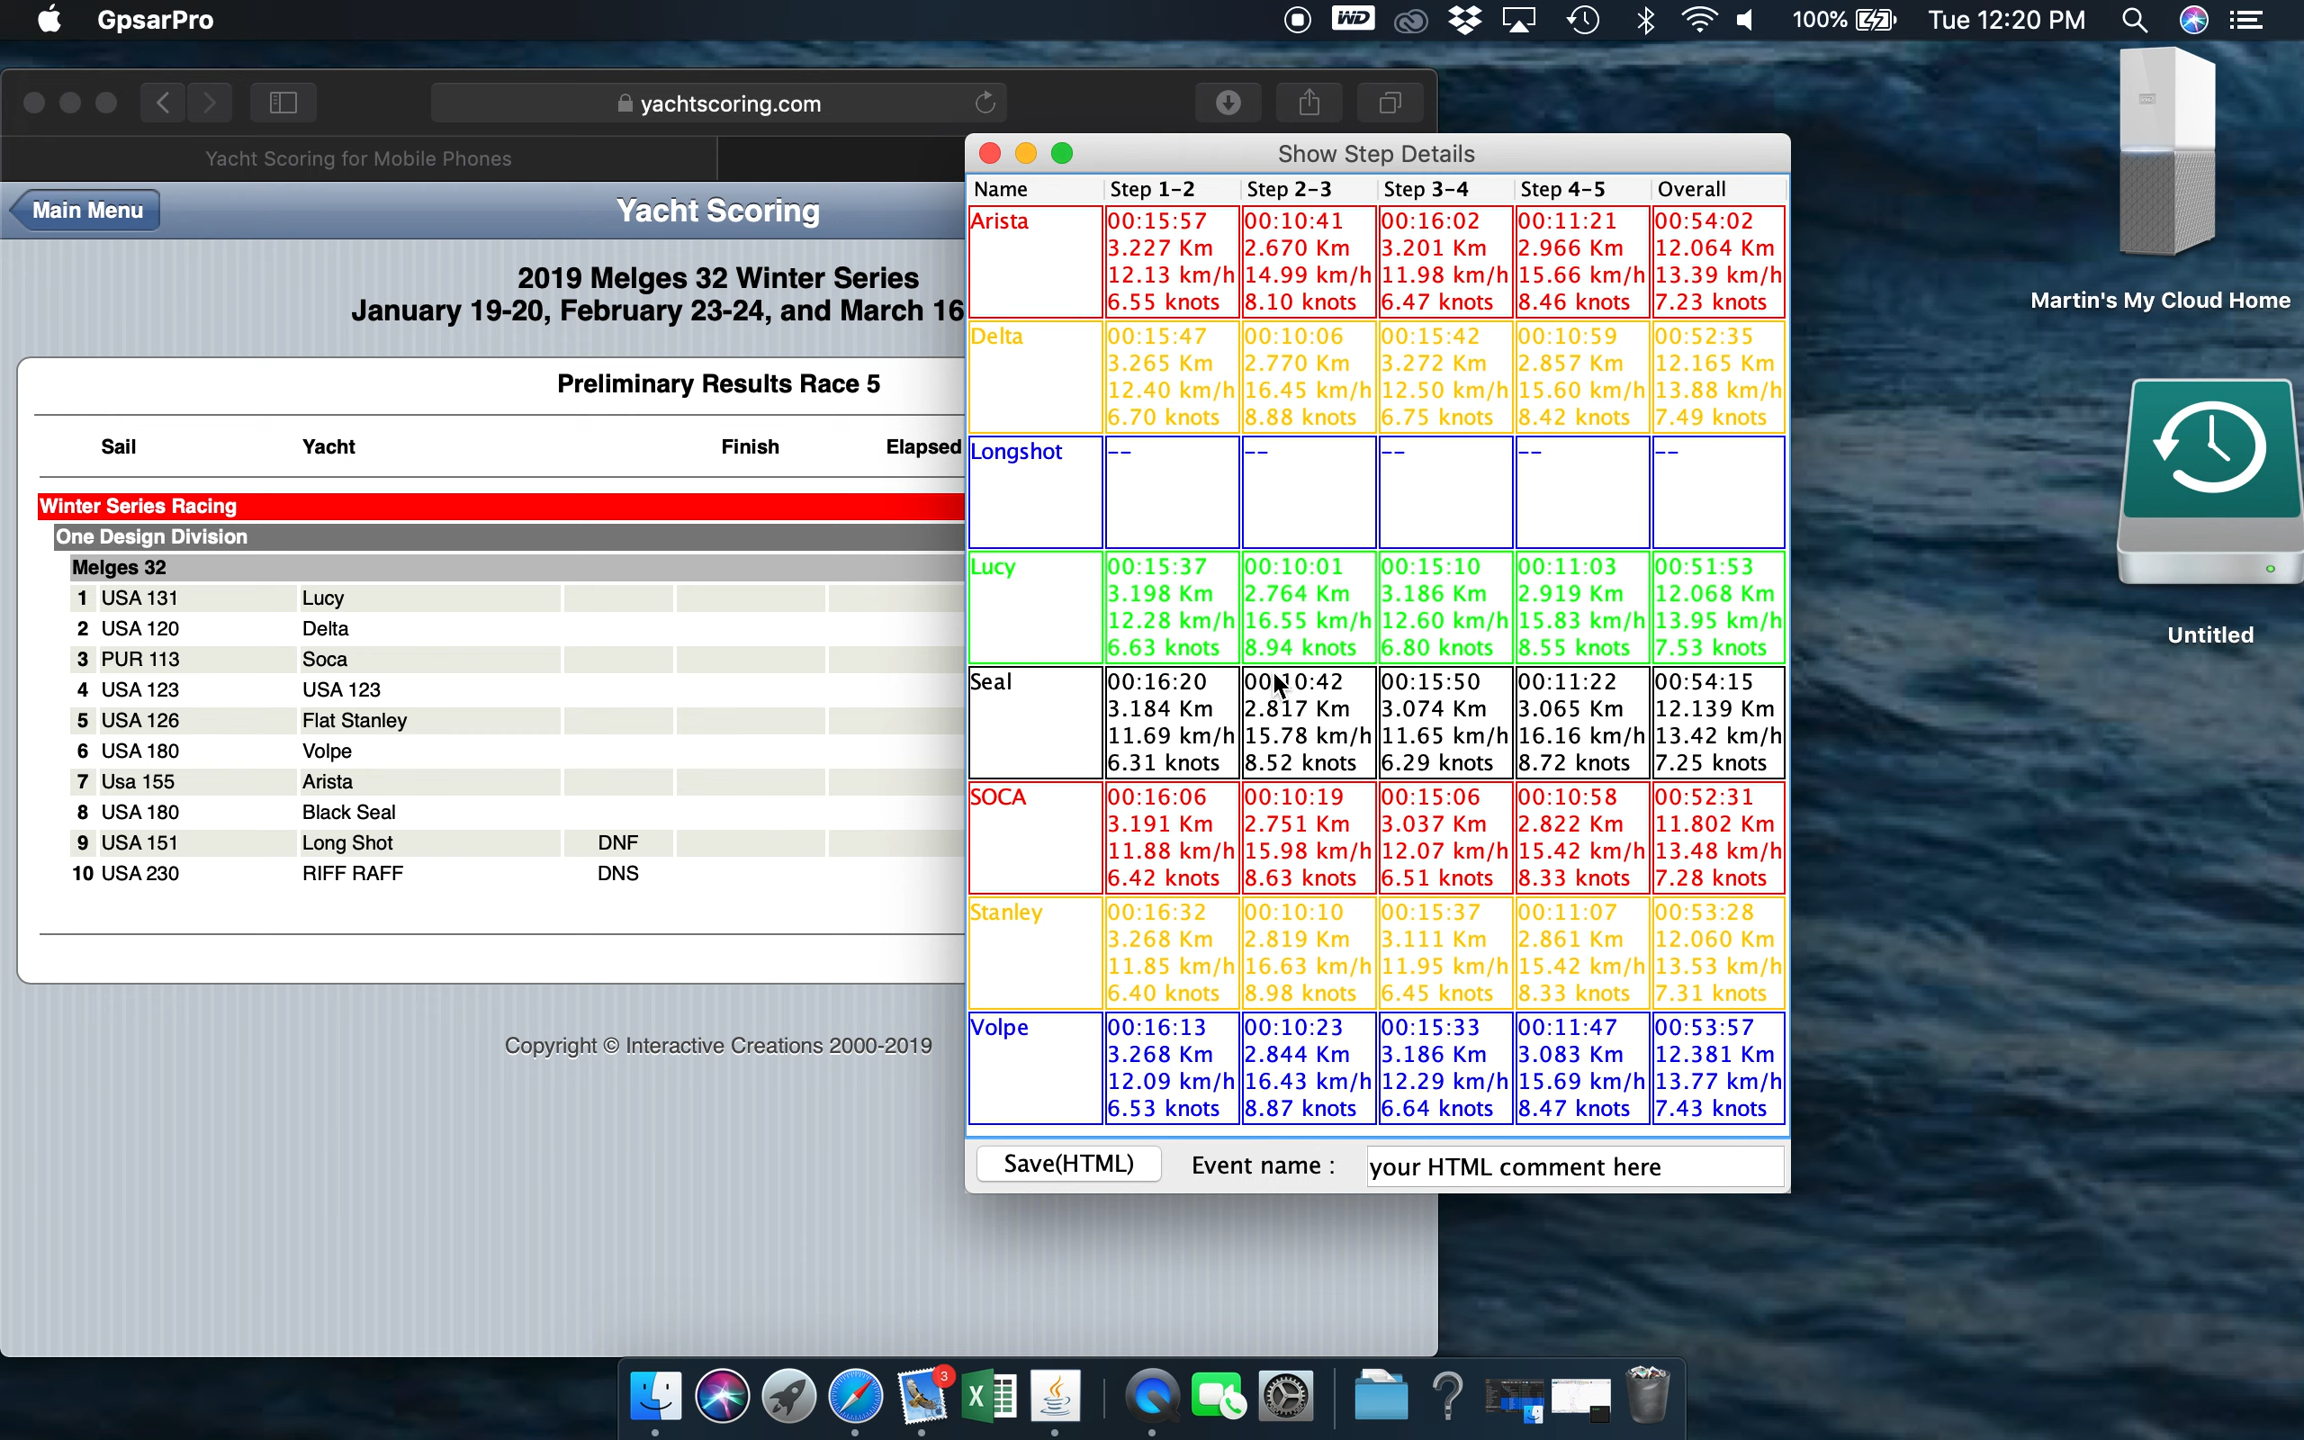 GpsarPro
WD
100%
Tue 12:20 PM
yachtscoring.com
Yacht Scoring for Mobile Phones
Main Menu
Yacht Scoring
2019 Melges 32 Winter Series
January 19-20, February 23-24, and March 16
Preliminary Results Race 5
Sail Yacht Finish Elapsed
Winter Series Racing
One Design Division
Melges 32
1 USA 131 Lucy
2 USA 120 Delta
3 PUR 113 Soca
4 USA 123 USA 123
5 USA 126 Flat Stanley
6 USA 180 Volpe
7 Usa 155 Arista
8 USA 180 Black Seal
9 USA 151 Long Shot DNF
10 USA 230 RIFF RAFF DNS
Copyright © Interactive Creations 2000-2019
Show Step Details
Name Step 1-2 Step 2-3 Step 3-4 Step 4-5 Overall
Arista 00:15:57 00:10:41 00:16:02 00:11:21 00:54:02
3.227 Km 2.670 Km 3.201 Km 2.966 Km 12.064 Km
12.13 km/h 14.99 km/h 11.98 km/h 15.66 km/h 13.39 km/h
6.55 knots 8.10 knots 6.47 knots 8.46 knots 7.23 knots
Delta 00:15:47 00:10:06 00:15:42 00:10:59 00:52:35
3.265 Km 2.770 Km 3.272 Km 2.857 Km 12.165 Km
12.40 km/h 16.45 km/h 12.50 km/h 15.60 km/h 13.88 km/h
6.70 knots 8.88 knots 6.75 knots 8.42 knots 7.49 knots
Longshot -- -- -- -- --
Lucy 00:15:37 00:10:01 00:15:10 00:11:03 00:51:53
3.198 Km 2.764 Km 3.186 Km 2.919 Km 12.068 Km
12.28 km/h 16.55 km/h 12.60 km/h 15.83 km/h 13.95 km/h
6.63 knots 8.94 knots 6.80 knots 8.55 knots 7.53 knots
Seal 00:16:20 00:10:42 00:15:50 00:11:22 00:54:15
3.184 Km 2.817 Km 3.074 Km 3.065 Km 12.139 Km
11.69 km/h 15.78 km/h 11.65 km/h 16.16 km/h 13.42 km/h
6.31 knots 8.52 knots 6.29 knots 8.72 knots 7.25 knots
SOCA 00:16:06 00:10:19 00:15:06 00:10:58 00:52:31
3.191 Km 2.751 Km 3.037 Km 2.822 Km 11.802 Km
11.88 km/h 15.98 km/h 12.07 km/h 15.42 km/h 13.48 km/h
6.42 knots 8.63 knots 6.51 knots 8.33 knots 7.28 knots
Stanley 00:16:32 00:10:10 00:15:37 00:11:07 00:53:28
3.268 Km 2.819 Km 3.111 Km 2.861 Km 12.060 Km
11.85 km/h 16.63 km/h 11.95 km/h 15.42 km/h 13.53 km/h
6.40 knots 8.98 knots 6.45 knots 8.33 knots 7.31 knots
Volpe 00:16:13 00:10:23 00:15:33 00:11:47 00:53:57
3.268 Km 2.844 Km 3.186 Km 3.083 Km 12.381 Km
12.09 km/h 16.43 km/h 12.29 km/h 15.69 km/h 13.77 km/h
6.53 knots 8.87 knots 6.64 knots 8.47 knots 7.43 knots
Save(HTML) Event name : your HTML comment here
Martin's My Cloud Home
Untitled
3